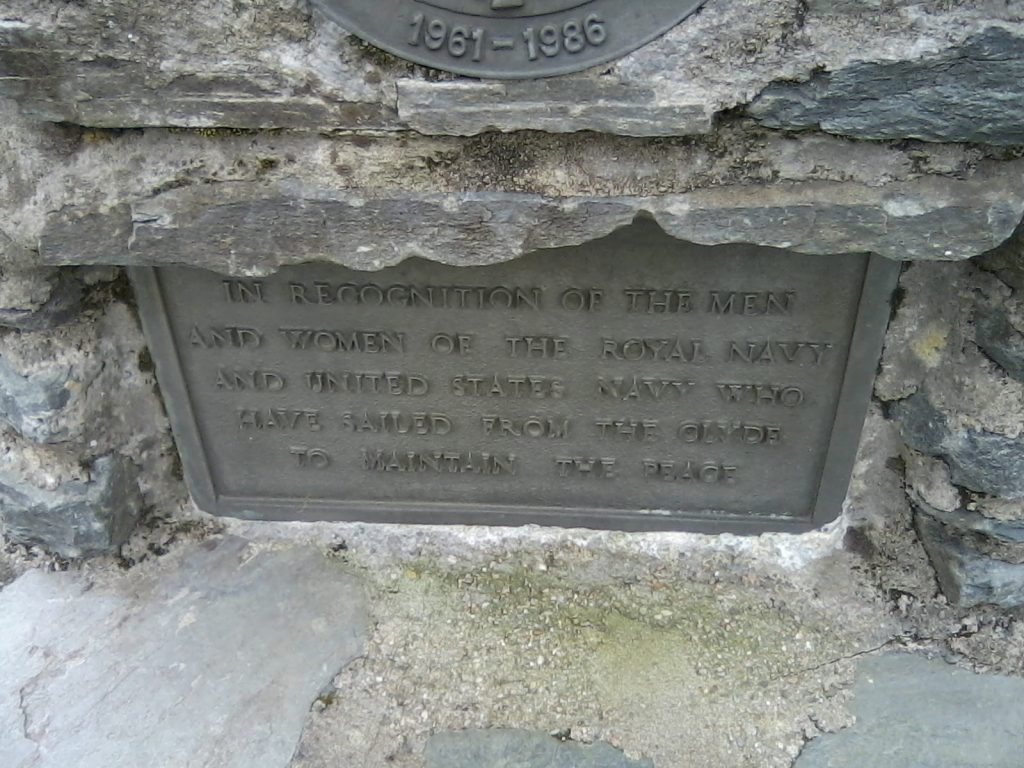 1961-1986
IN RECOGNITION OF THE MEN
AND WOMEN OF THE ROYAL NAVY
AND UNITED STATES NAVY WHO
HAVE SAILED FROM THE CLYDE
TO MAINTAIN THE PEACE